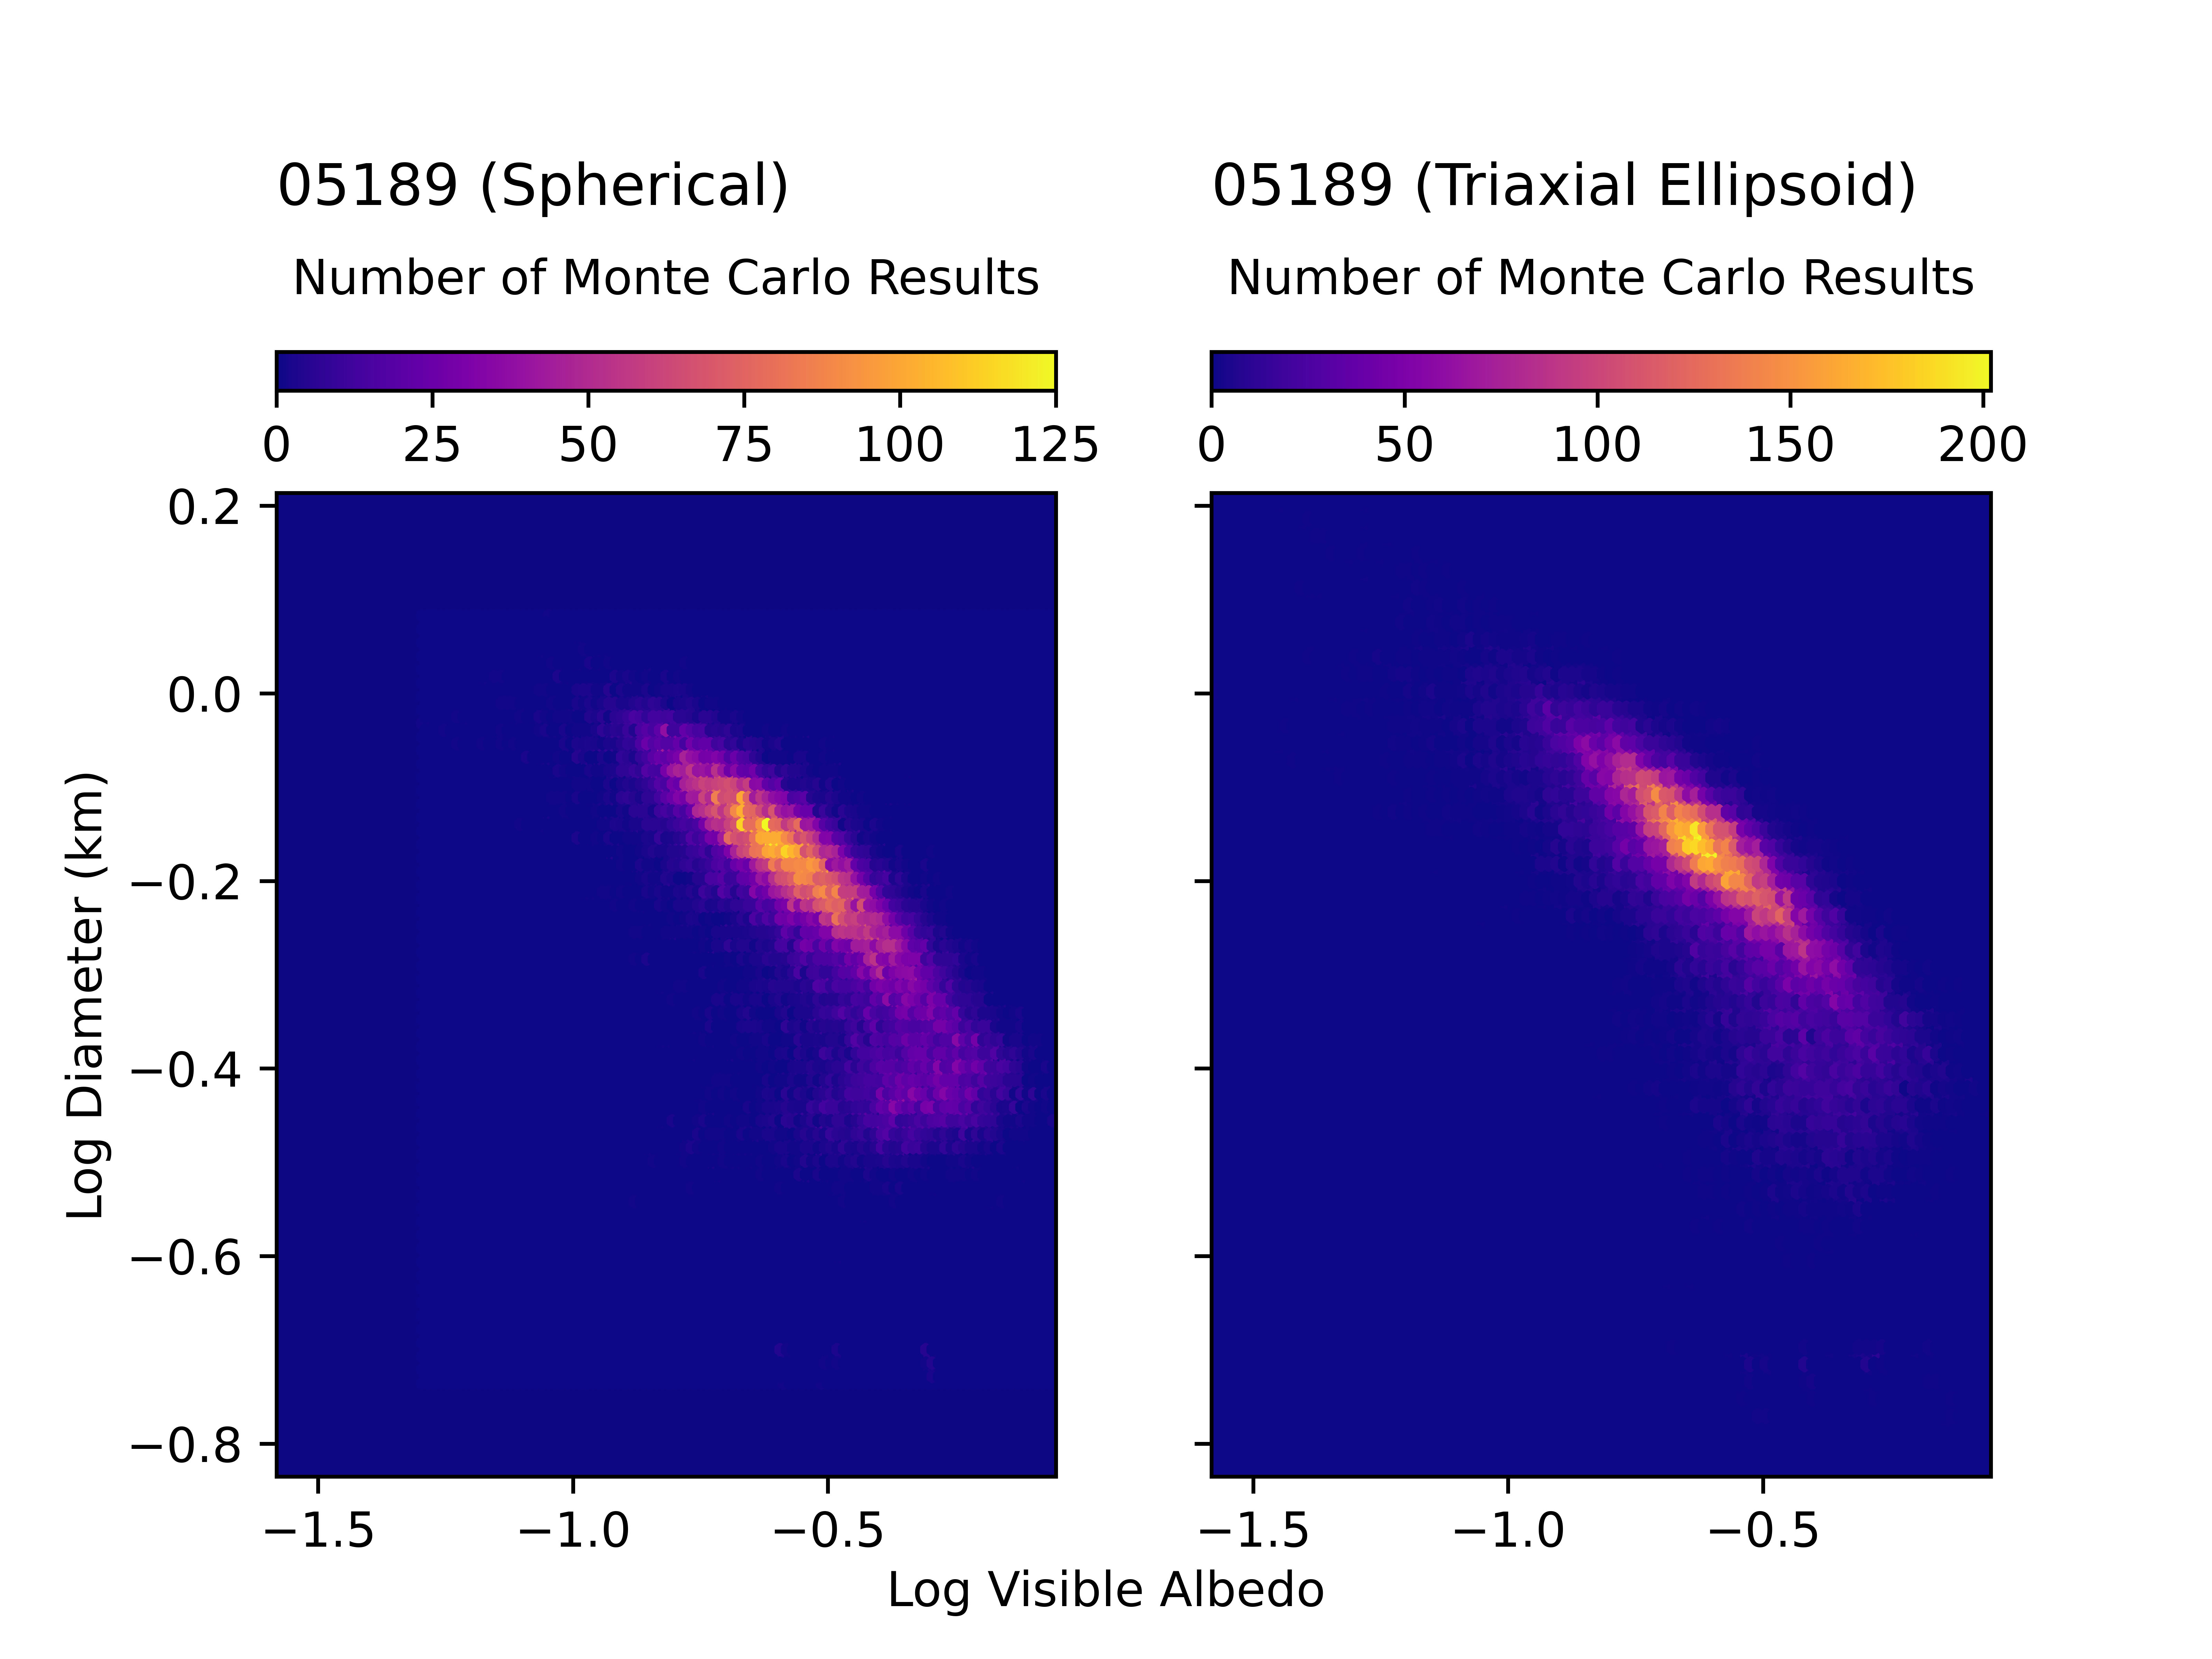 05189 (Spherical)
Number of Monte Carlo Results
0 25 50 75 100 125
05189 (Triaxial Ellipsoid)
Number of Monte Carlo Results
0 50 100 150 200
Log Diameter (km)
0.2
0.0
−0.2
−0.4
−0.6
−0.8
−1.5 −1.0 −0.5
−1.5 −1.0 −0.5
Log Visible Albedo